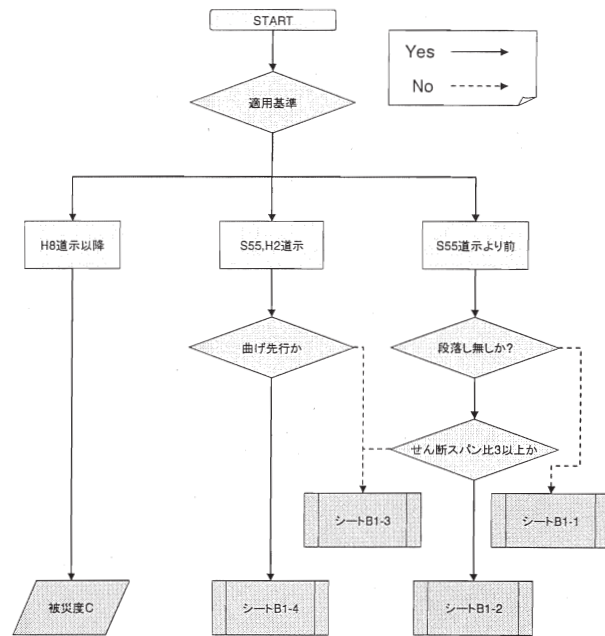 START
Yes
No
適用基準
H8道示以降
S55,H2道示
S55道示より前
曲げ先行か
段落し無しか?
せん断スパン比3以上か
シートB1-3
シートB1-1
被災度C
シートB1-4
シートB1-2